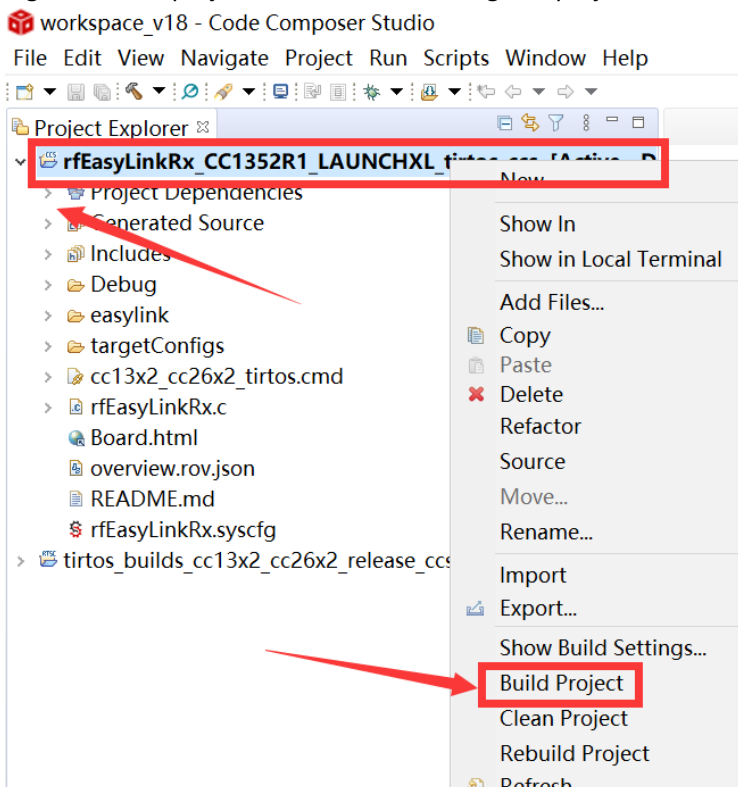 workspace_v18 - Code Composer Studio
File Edit View Navigate Project Run Scripts Window Help
Project Explorer
rfEasyLinkRx_CC1352R1_LAUNCHXL_tirtos_ccs [Active - D
Project Dependencies
Generated Source
Includes
Debug
easylink
targetConfigs
cc13x2_cc26x2_tirtos.cmd
rfEasyLinkRx.c
Board.html
overview.rov.json
README.md
rfEasyLinkRx.syscfg
tirtos_builds_cc13x2_cc26x2_release_ccs
New
Show In
Show in Local Terminal
Add Files...
Copy
Paste
Delete
Refactor
Source
Move...
Rename...
Import
Export...
Show Build Settings...
Build Project
Clean Project
Rebuild Project
Refresh